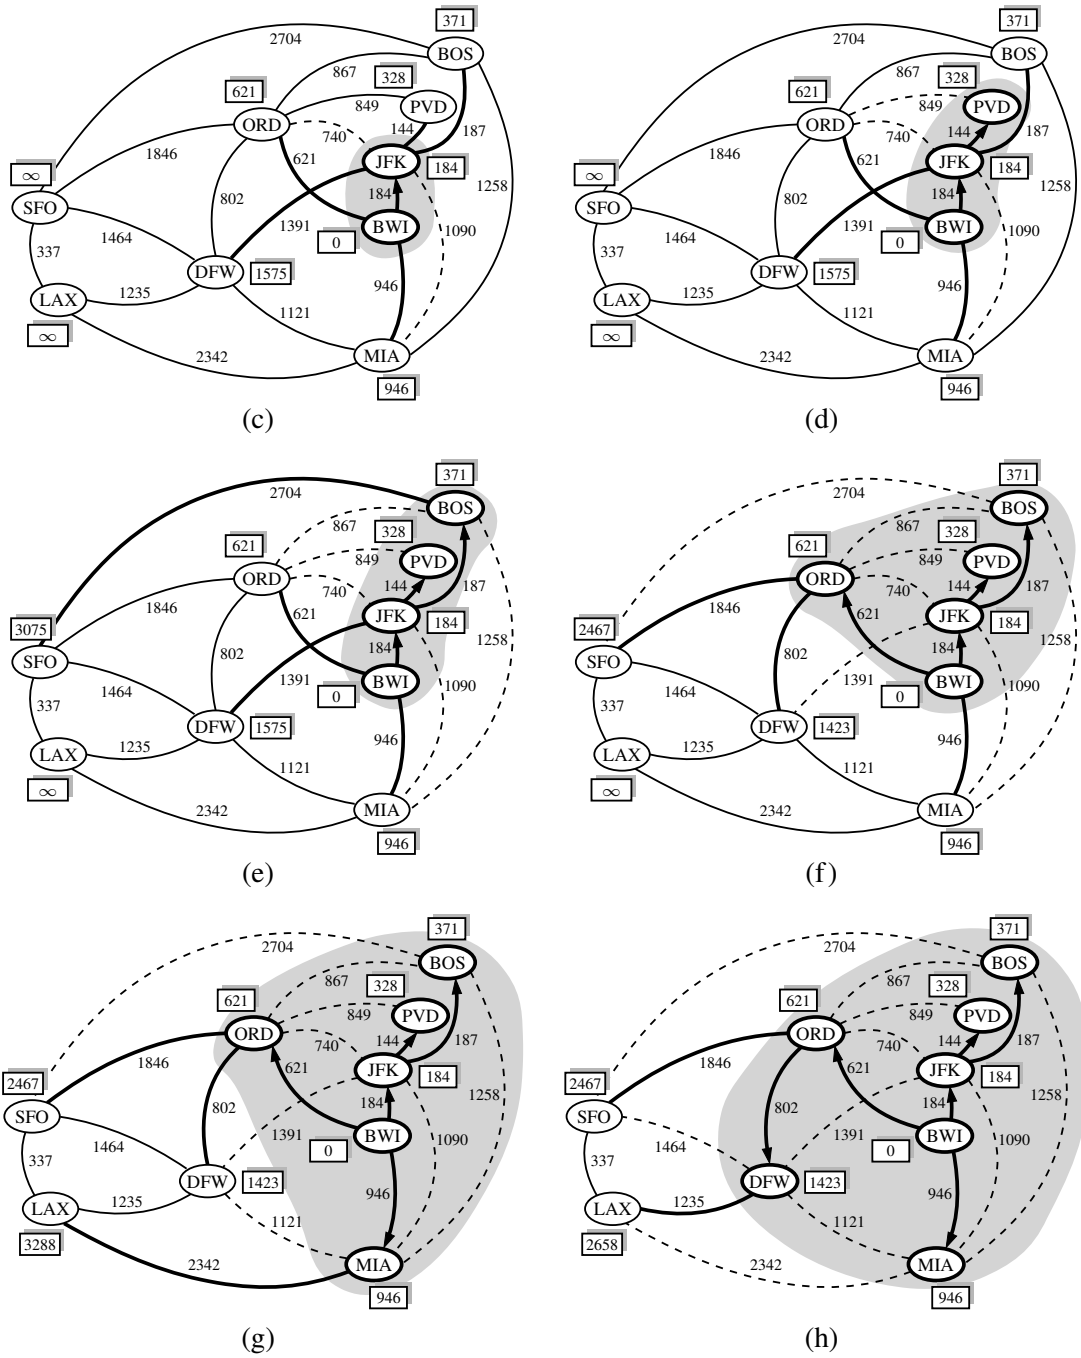 371
2704
BOS
867
328
621
849
PVD
ORD
740
144
187
1846
621
JFK
184
∞
802
184
1258
SFO
1464
1391
BWI
1090
337
0
DFW
1575
LAX
1235
946
1121
∞
2342
MIA
946
(c)
371
2704
BOS
867
328
621
849
PVD
ORD
740
144
187
1846
621
JFK
184
∞
802
184
1258
SFO
1464
1391
BWI
1090
337
0
DFW
1575
LAX
1235
946
1121
∞
2342
MIA
946
(d)
371
2704
BOS
867
328
621
849
PVD
ORD
740
144
187
1846
621
JFK
184
3075
802
184
1258
SFO
1464
1391
BWI
1090
337
0
DFW
1575
LAX
1235
946
1121
∞
2342
MIA
946
(e)
371
2704
BOS
867
328
621
849
PVD
ORD
740
144
187
1846
621
JFK
184
2467
802
184
1258
SFO
1464
1391
BWI
1090
337
0
DFW
1423
LAX
1235
946
1121
∞
2342
MIA
946
(f)
371
2704
BOS
867
328
621
849
PVD
ORD
740
144
187
1846
621
JFK
184
2467
802
184
1258
SFO
1464
1391
BWI
1090
337
0
DFW
1423
LAX
1235
946
1121
3288
2342
MIA
946
(g)
371
2704
BOS
867
328
621
849
PVD
ORD
740
144
187
1846
621
JFK
184
2467
802
184
1258
SFO
1464
1391
BWI
1090
337
0
DFW
1423
LAX
1235
946
1121
2658
2342
MIA
946
(h)